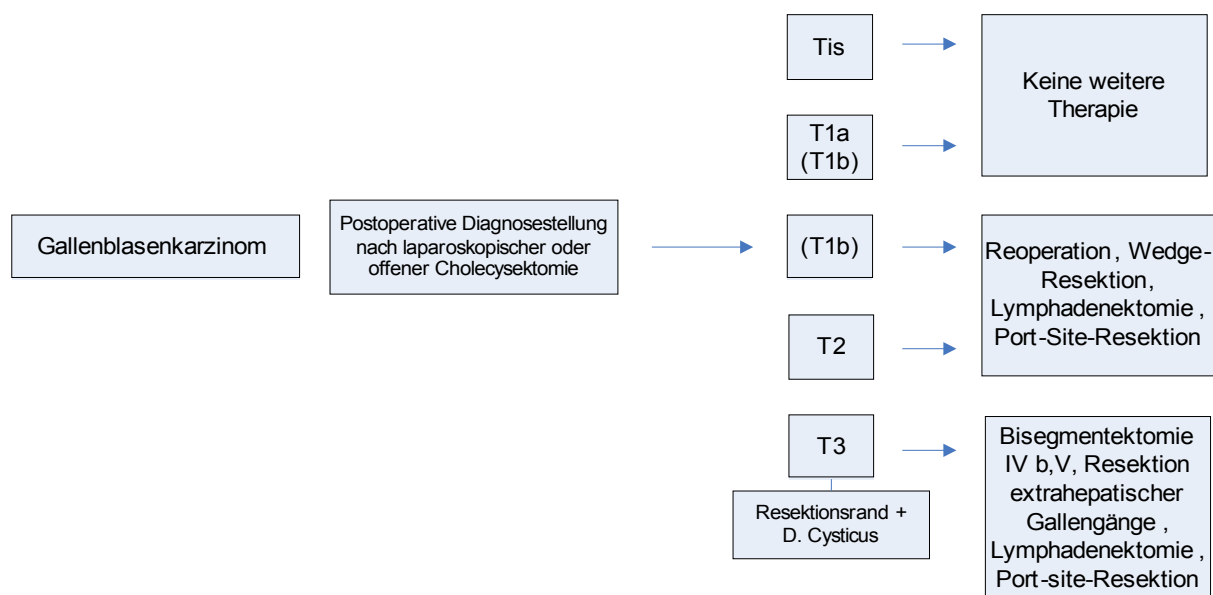 Gallenblasenkarzinom
Postoperative Diagnosestellung
nach laparoskopischer oder
offener Cholecysektomie
Tis
T1a
(T1b)
Keine weitere
Therapie
(T1b)
T2
Reoperation, Wedge-
Resektion,
Lymphadenektomie,
Port-Site-Resektion
T3
Resektionsrand +
D. Cysticus
Bisegmentektomie
IV b,V, Resektion
extrahepatischer
Gallengänge,
Lymphadenektomie,
Port-site-Resektion